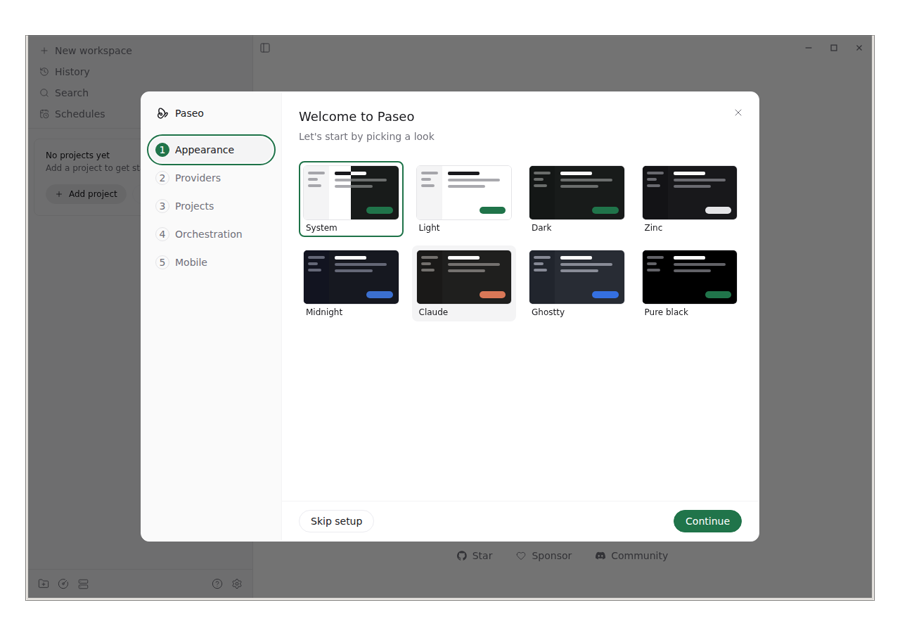 New workspace
History
Search
Schedules
No projects yet
Add a project to get st
Add project
Paseo
1 Appearance
2 Providers
3 Projects
4 Orchestration
5 Mobile
Welcome to Paseo
Let's start by picking a look
System
Light
Dark
Zinc
Midnight
Claude
Ghostty
Pure black
Skip setup
Continue
Star
Sponsor
Community